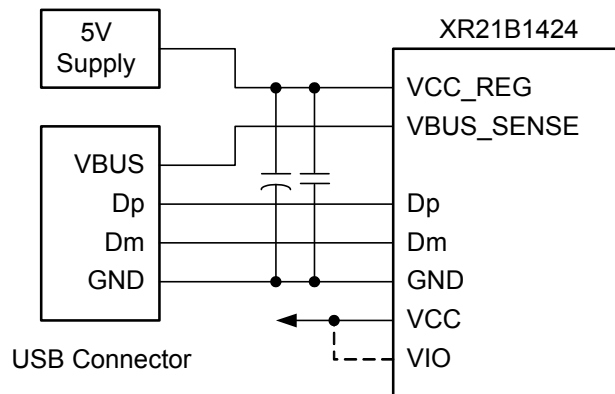 5V
Supply
XR21B1424
VCC_REG
VBUS_SENSE
VBUS
Dp
Dp
Dm
Dm
GND
GND
VCC
VIO
USB Connector